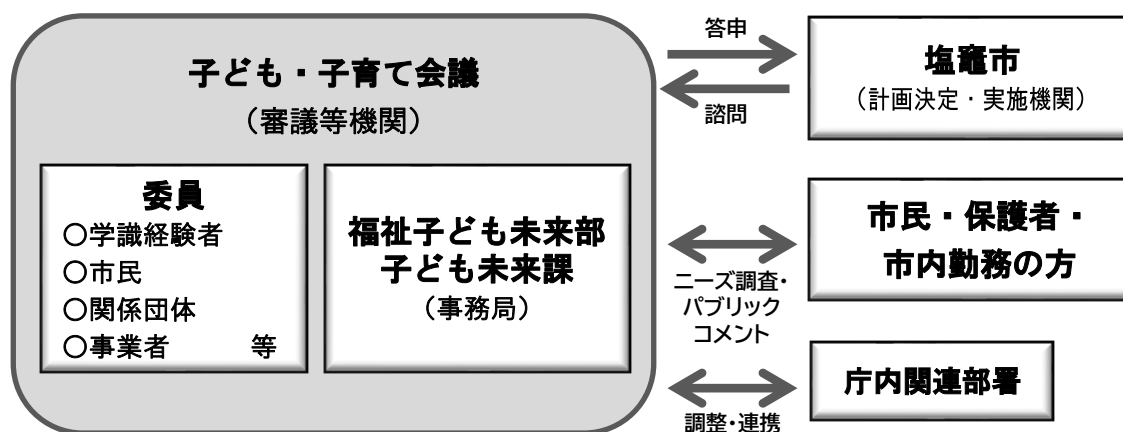 子ども・子育て会議
（審議等機関）
委員
○学識経験者
○市民
○関係団体
○事業者　　　等
福祉子ども未来部
子ども未来課
（事務局）
答申
諮問
塩竈市
（計画決定・実施機関）
ニーズ調査・
パブリック
コメント
市民・保護者・
市内勤務の方
調整・連携
庁内関連部署